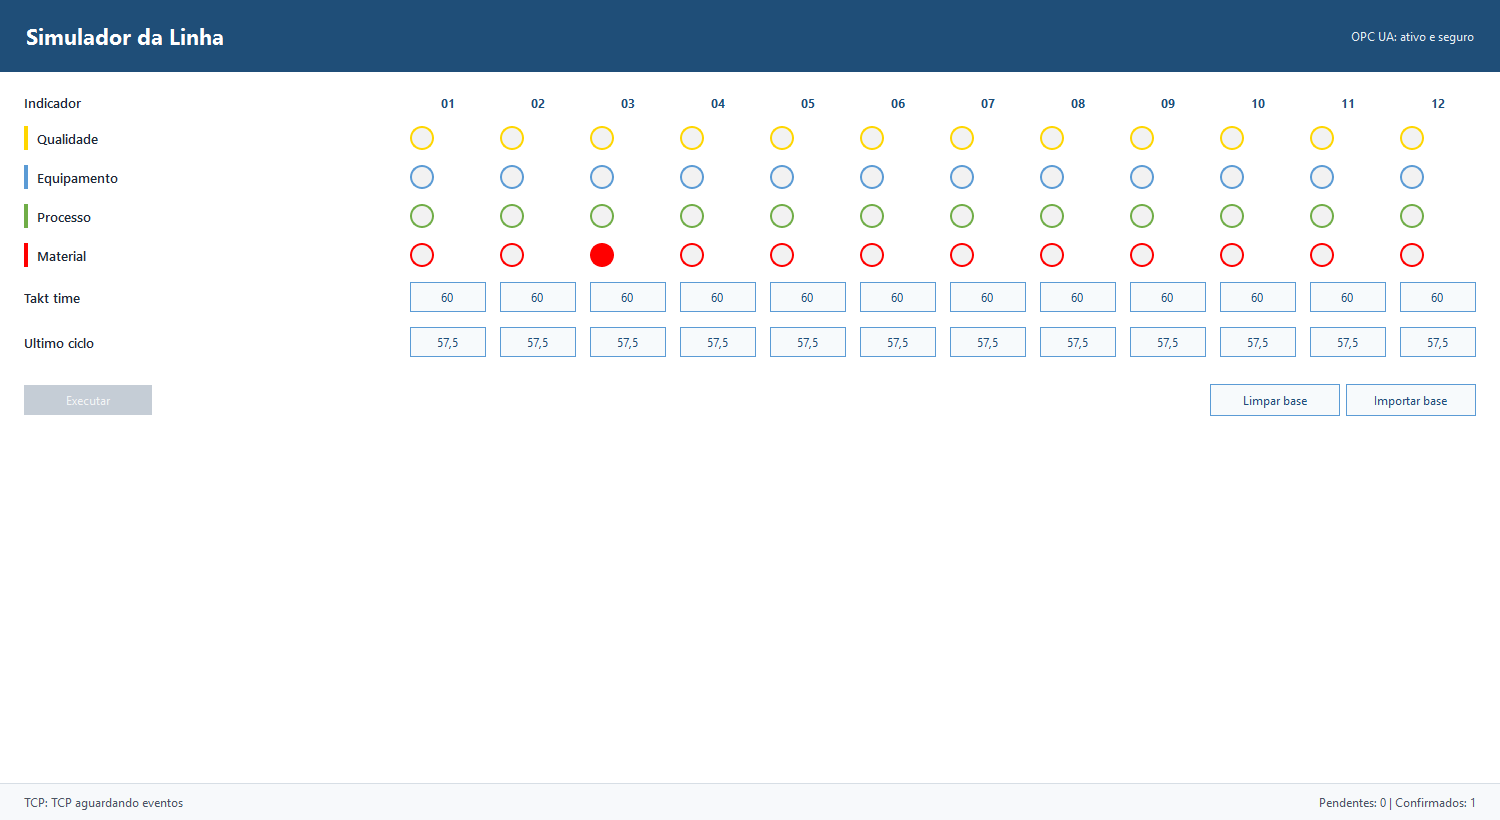 Simulador da Linha
OPC UA: ativo e seguro
Indicador 01 02 03 04 05 06 07 08 09 10 11 12
Qualidade
Equipamento
Processo
Material
Takt time 60 60 60 60 60 60 60 60 60 60 60 60
Ultimo ciclo 57,5 57,5 57,5 57,5 57,5 57,5 57,5 57,5 57,5 57,5 57,5 57,5
Executar Limpar base Importar base
TCP: TCP aguardando eventos Pendentes: 0 | Confirmados: 1